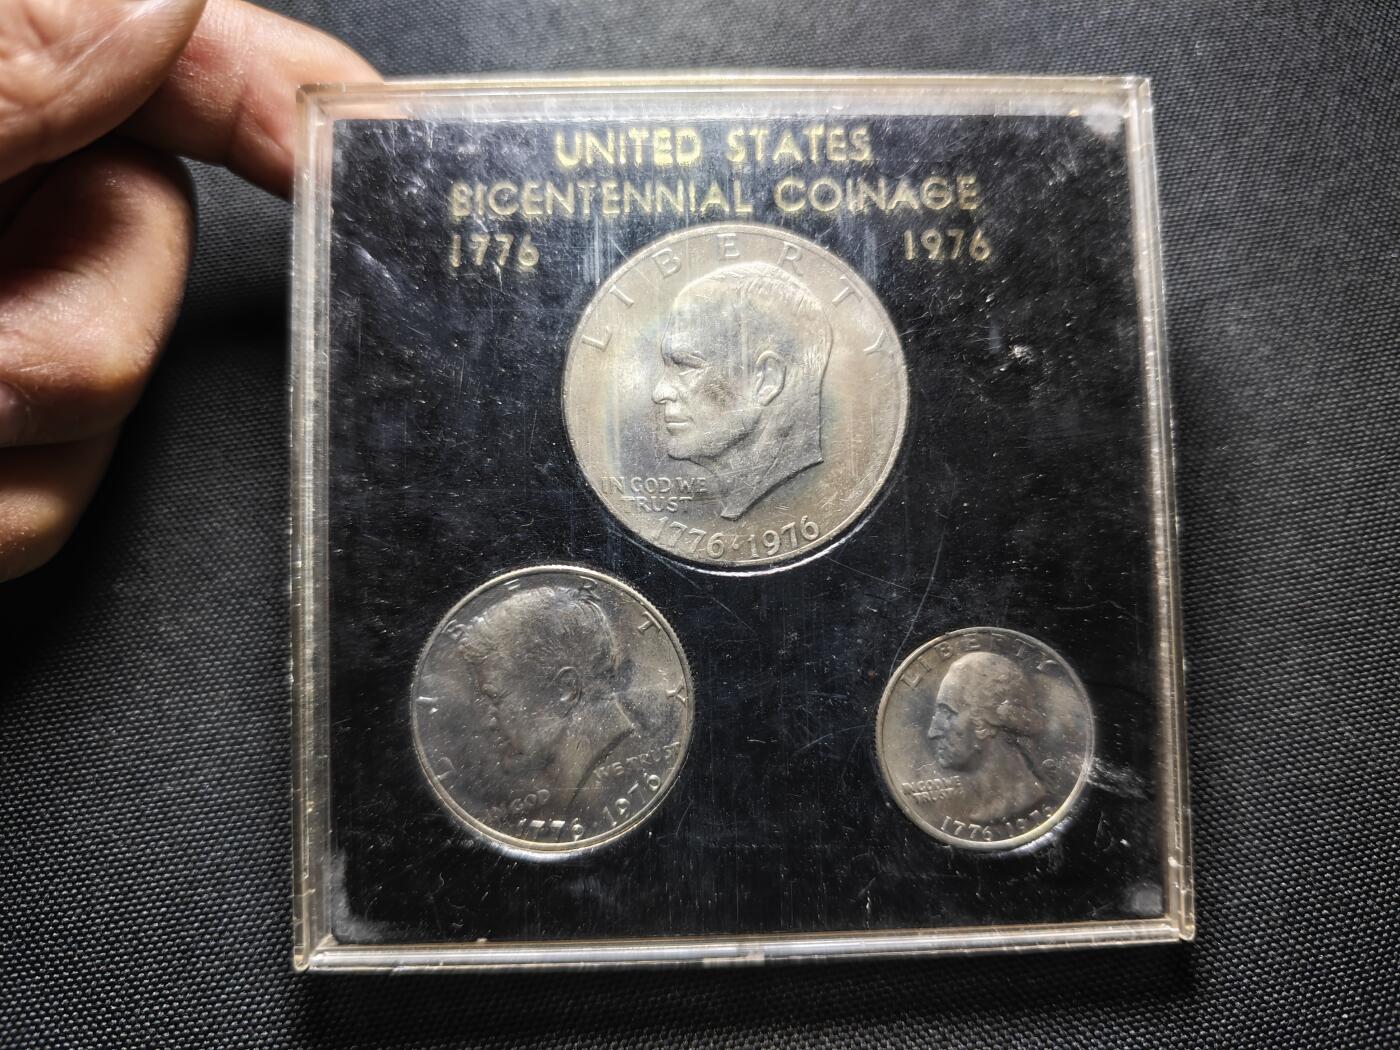 UNITED STATES
BICENTENNIAL COINAGE
1776 1976
LIBERTY
IN GOD WE
TRUST
1776·1976
LIBERTY
IN GOD WE TRUST
1776 1976
LIBERTY
IN GOD WE
TRUST
1776 1976